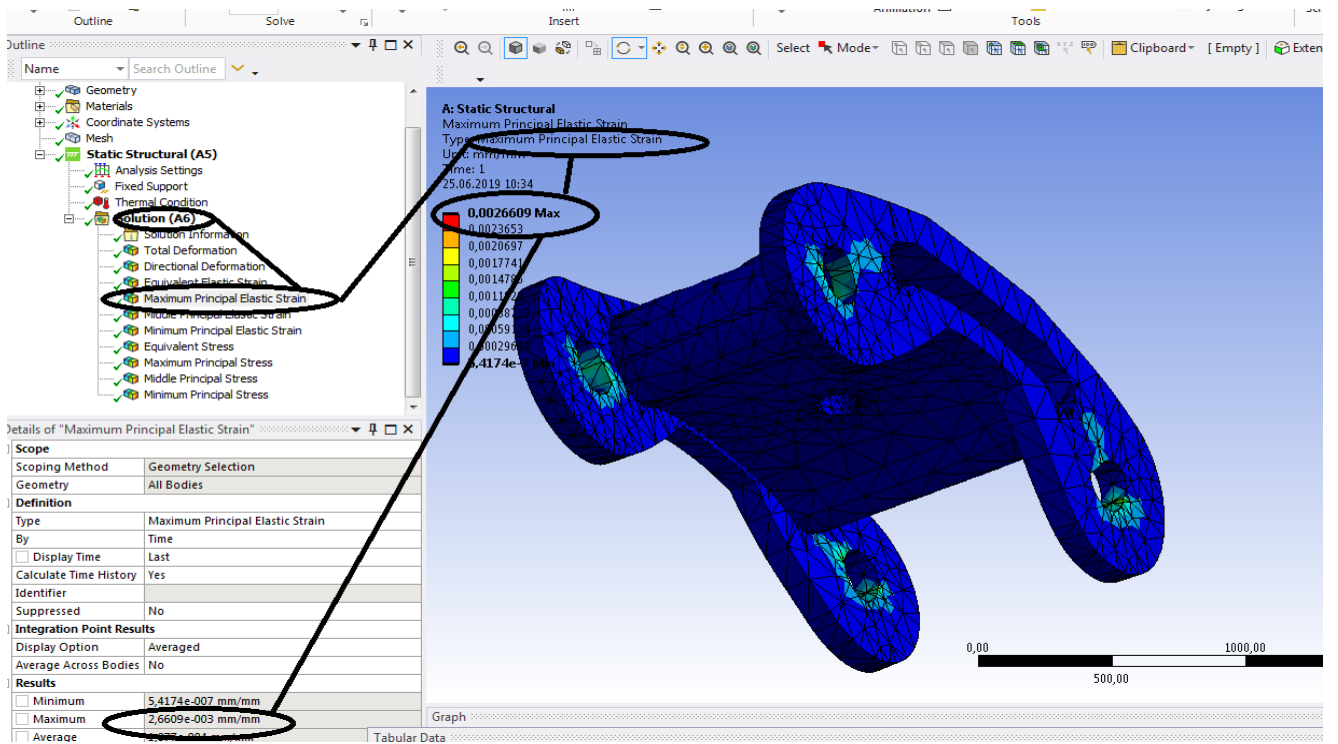 Outline
Solve
Insert
Tools
Outline
Name
Search Outline
Select
Mode
Clipboard
[ Empty ]
Exten
Geometry
Materials
Coordinate Systems
Mesh
Static Structural (A5)
Analysis Settings
Fixed Support
Thermal Condition
Solution (A6)
Solution Information
Total Deformation
Directional Deformation
Equivalent Elastic Strain
Maximum Principal Elastic Strain
Middle Principal Elastic Strain
Minimum Principal Elastic Strain
Equivalent Stress
Maximum Principal Stress
Middle Principal Stress
Minimum Principal Stress
A: Static Structural
Maximum Principal Elastic Strain
Type: Maximum Principal Elastic Strain
Unit: mm/mm
Time: 1
25.06.2019 10:34
0,0026609 Max
0,0023653
0,0020697
0,0017741
0,00
1000,00
500,00
Details of "Maximum Principal Elastic Strain"
Scope
Scoping Method Geometry Selection
Geometry All Bodies
Definition
Type Maximum Principal Elastic Strain
By Time
Display Time Last
Calculate Time History Yes
Identifier
Suppressed No
Integration Point Results
Display Option Averaged
Average Across Bodies No
Results
Minimum 5,4174e-007 mm/mm
Maximum 2,6609e-003 mm/mm
Average
Graph
Tabular Data